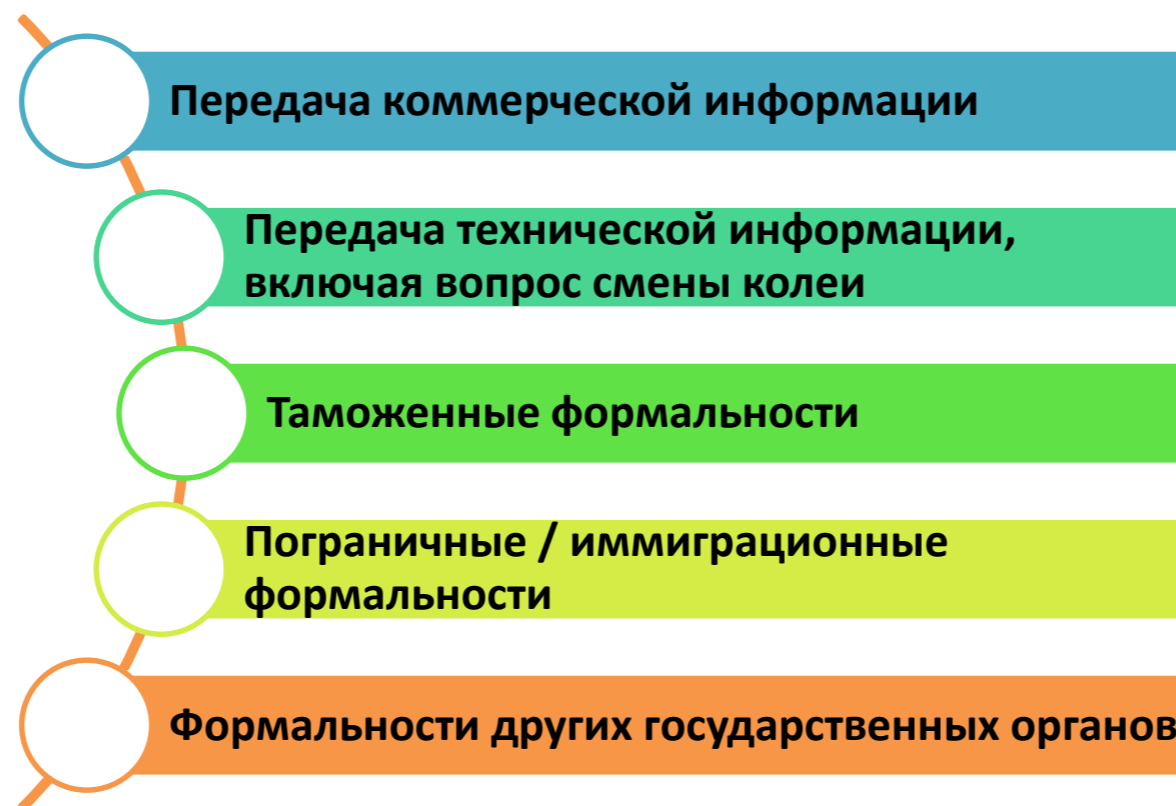 Передача коммерческой информации
Передача технической информации,
включая вопрос смены колеи
Таможенные формальности
Пограничные / иммиграционные
формальности
Формальности других государственных органов